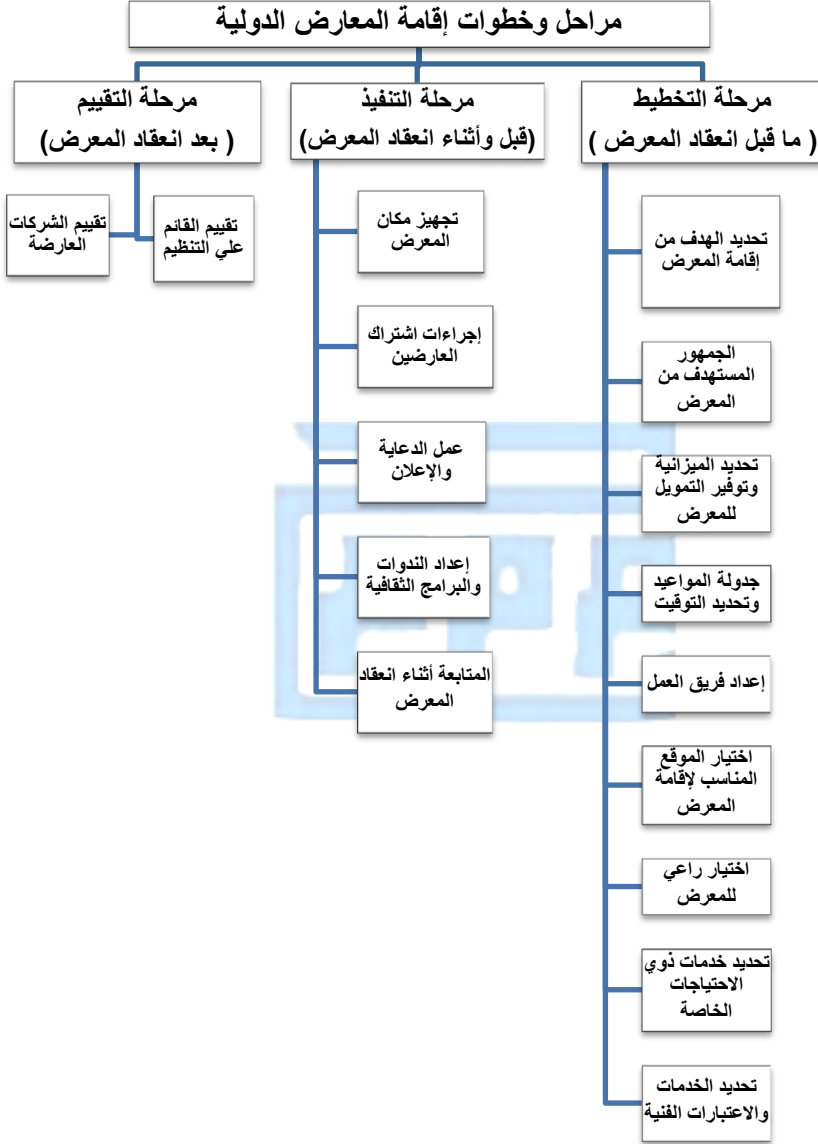 مراحل وخطوات إقامة المعارض الدولية
مرحلة التخطيط
( ما قبل انعقاد المعرض )
تحديد الهدف من
إقامة المعرض
الجمهور
المستهدف من
المعرض
تحديد الميزانية
وتوفير التمويل
للمعرض
جدولة المواعيد
وتحديد التوقيت
إعداد فريق العمل
اختيار الموقع
المناسب لإقامة
المعرض
اختيار راعي
للمعرض
تحديد خدمات ذوي
الاحتياجات
الخاصة
تحديد الخدمات
والاعتبارات الفنية
مرحلة التنفيذ
(قبل وأثناء انعقاد المعرض)
تجهيز مكان
المعرض
إجراءات اشتراك
العارضين
عمل الدعاية
والإعلان
إعداد الندوات
والبرامج الثقافية
المتابعة أثناء انعقاد
المعرض
مرحلة التقييم
( بعد انعقاد المعرض)
تقييم القائم
علي التنظيم
تقييم الشركات
العارضة